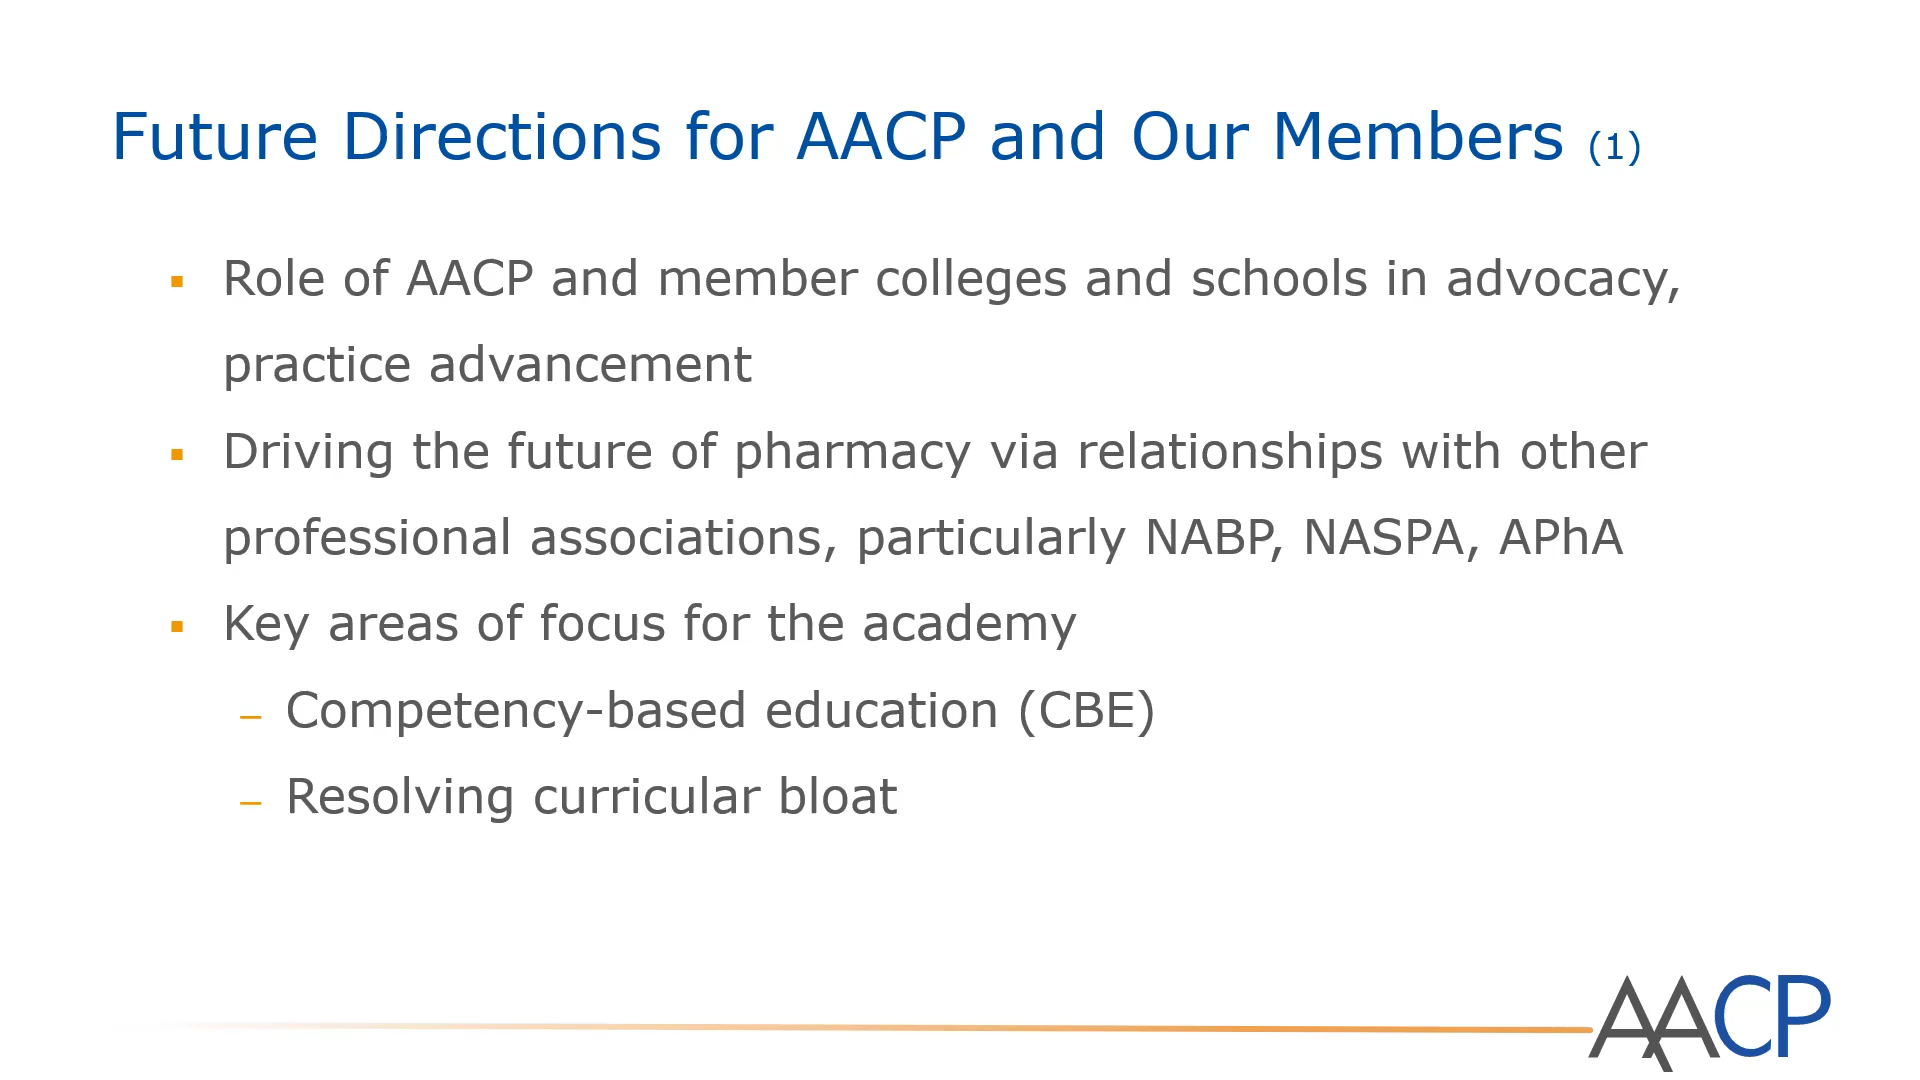 Future Directions for AACP and Our Members (1)
▪ Role of AACP and member colleges and schools in advocacy,
practice advancement
▪ Driving the future of pharmacy via relationships with other
professional associations, particularly NABP, NASPA, APhA
▪ Key areas of focus for the academy
– Competency-based education (CBE)
– Resolving curricular bloat
AACP